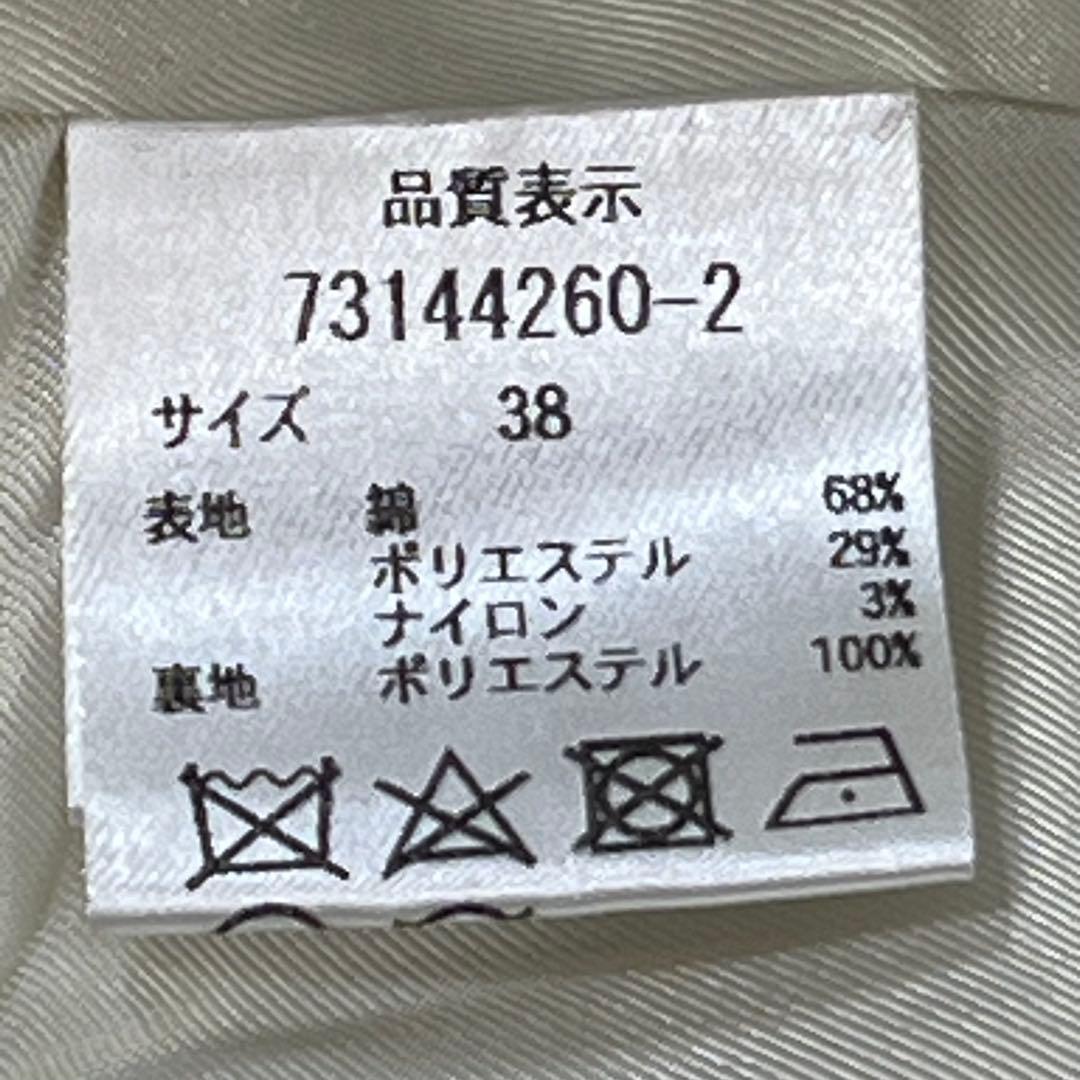 品質表示
73144260-2
サイズ 38
表地 綿 68%
ポリエステル 29%
ナイロン 3%
裏地 ポリエステル 100%